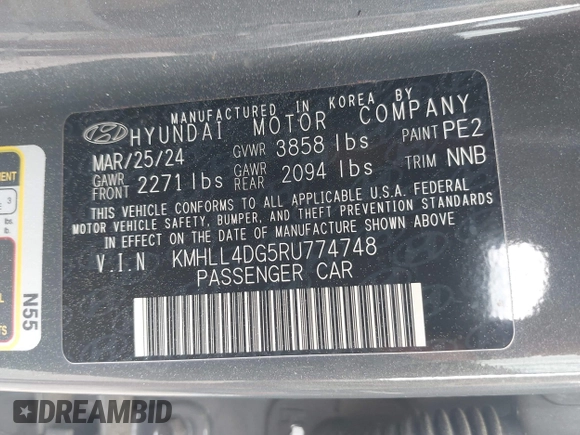 MANUFACTURED IN KOREA BY
HYUNDAI MOTOR COMPANY
MAR/25/24 GVWR 3858 lbs PAINT PE2
GAWR FRONT 2271 lbs GAWR REAR 2094 lbs TRIM NNB
THIS VEHICLE CONFORMS TO ALL APPLICABLE U.S.A. FEDERAL
MOTOR VEHICLE SAFETY, BUMPER, AND THEFT PREVENTION STANDARDS
IN EFFECT ON THE DATE OF MANUFACTURE SHOWN ABOVE
V.I.N KMHLL4DG5RU774748
PASSENGER CAR
N55
DREAMBID